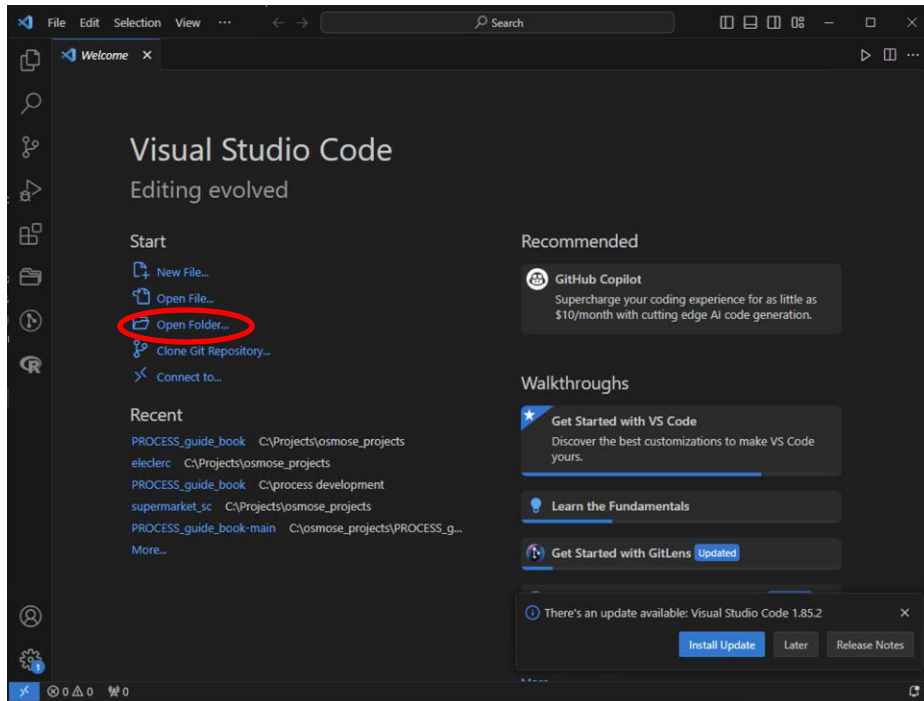 File Edit Selection View ··· Search
Welcome
Visual Studio Code
Editing evolved
Start
New File...
Open File...
Open Folder...
Clone Git Repository...
Connect to...
Recent
PROCESS_guide_book C:\Projects\osmose_projects
eleclerc C:\Projects\osmose_projects
PROCESS_guide_book C:\process development
supermarket_sc C:\Projects\osmose_projects
PROCESS_guide_book-main C:\osmose_projects\PROCESS_g...
More...
Recommended
GitHub Copilot
Supercharge your coding experience for as little as
$10/month with cutting edge AI code generation.
Walkthroughs
Get Started with VS Code
Discover the best customizations to make VS Code
yours.
Learn the Fundamentals
Get Started with GitLens Updated
There's an update available: Visual Studio Code 1.85.2
Install Update Later Release Notes
1
0 0 0